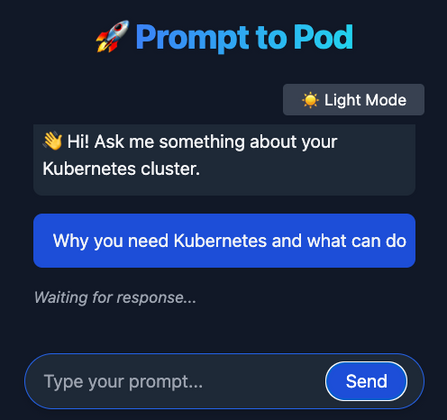 🚀 Prompt to Pod
☀️ Light Mode
👋 Hi! Ask me something about your
Kubernetes cluster.
Why you need Kubernetes and what can do
Waiting for response...
Type your prompt...
Send